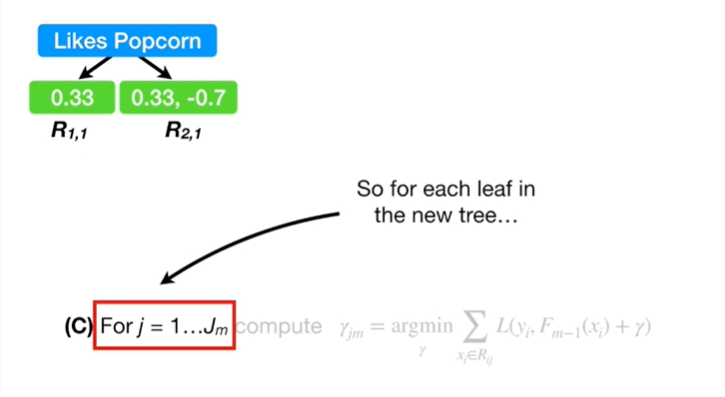 Likes Popcorn
0.33 0.33, -0.7
R1,1 R2,1
So for each leaf in
the new tree…
(C) For j = 1…Jm compute γjm = argmin ∑ L(yi, Fm−1(xi) + γ)
γ xi∈Rij